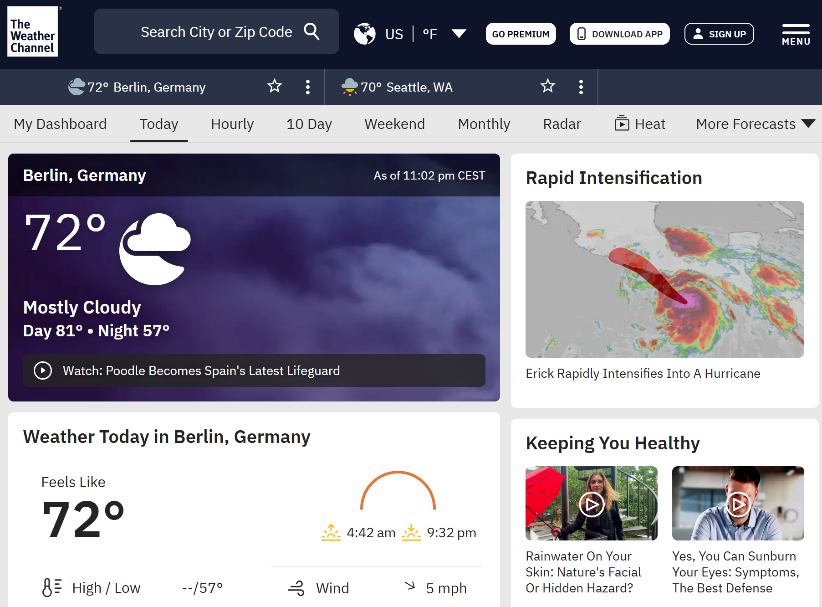 The
Weather
Channel
Search City or Zip Code
US | °F
GO PREMIUM
DOWNLOAD APP
SIGN UP
MENU
72° Berlin, Germany
70° Seattle, WA
My Dashboard
Today
Hourly
10 Day
Weekend
Monthly
Radar
Heat
More Forecasts
Berlin, Germany
As of 11:02 pm CEST
72°
Mostly Cloudy
Day 81° • Night 57°
Watch: Poodle Becomes Spain's Latest Lifeguard
Rapid Intensification
Erick Rapidly Intensifies Into A Hurricane
Weather Today in Berlin, Germany
Feels Like
72°
4:42 am
9:32 pm
High / Low
--/57°
Wind
5 mph
Keeping You Healthy
Rainwater On Your
Skin: Nature's Facial
Or Hidden Hazard?
Yes, You Can Sunburn
Your Eyes: Symptoms,
The Best Defense